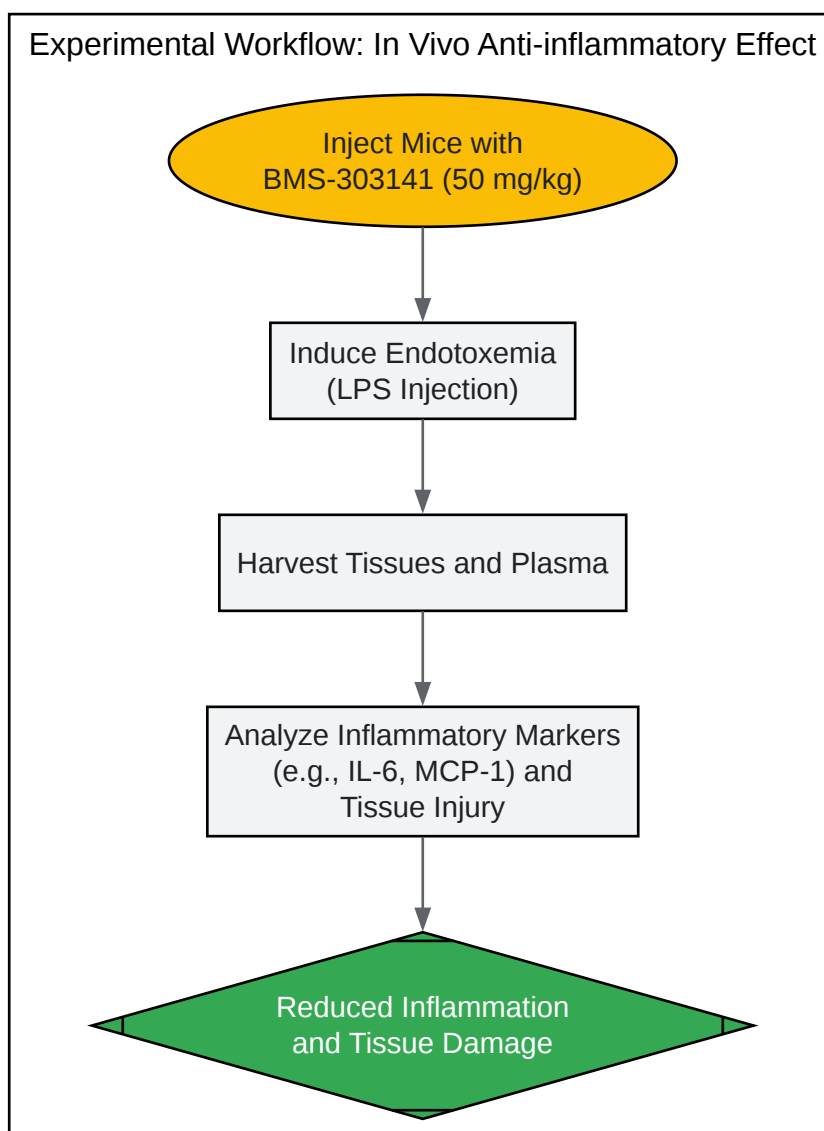 Experimental Workflow: In Vivo Anti-inflammatory Effect
Inject Mice with
BMS-303141 (50 mg/kg)
Induce Endotoxemia
(LPS Injection)
Harvest Tissues and Plasma
Analyze Inflammatory Markers
(e.g., IL-6, MCP-1) and
Tissue Injury
Reduced Inflammation
and Tissue Damage